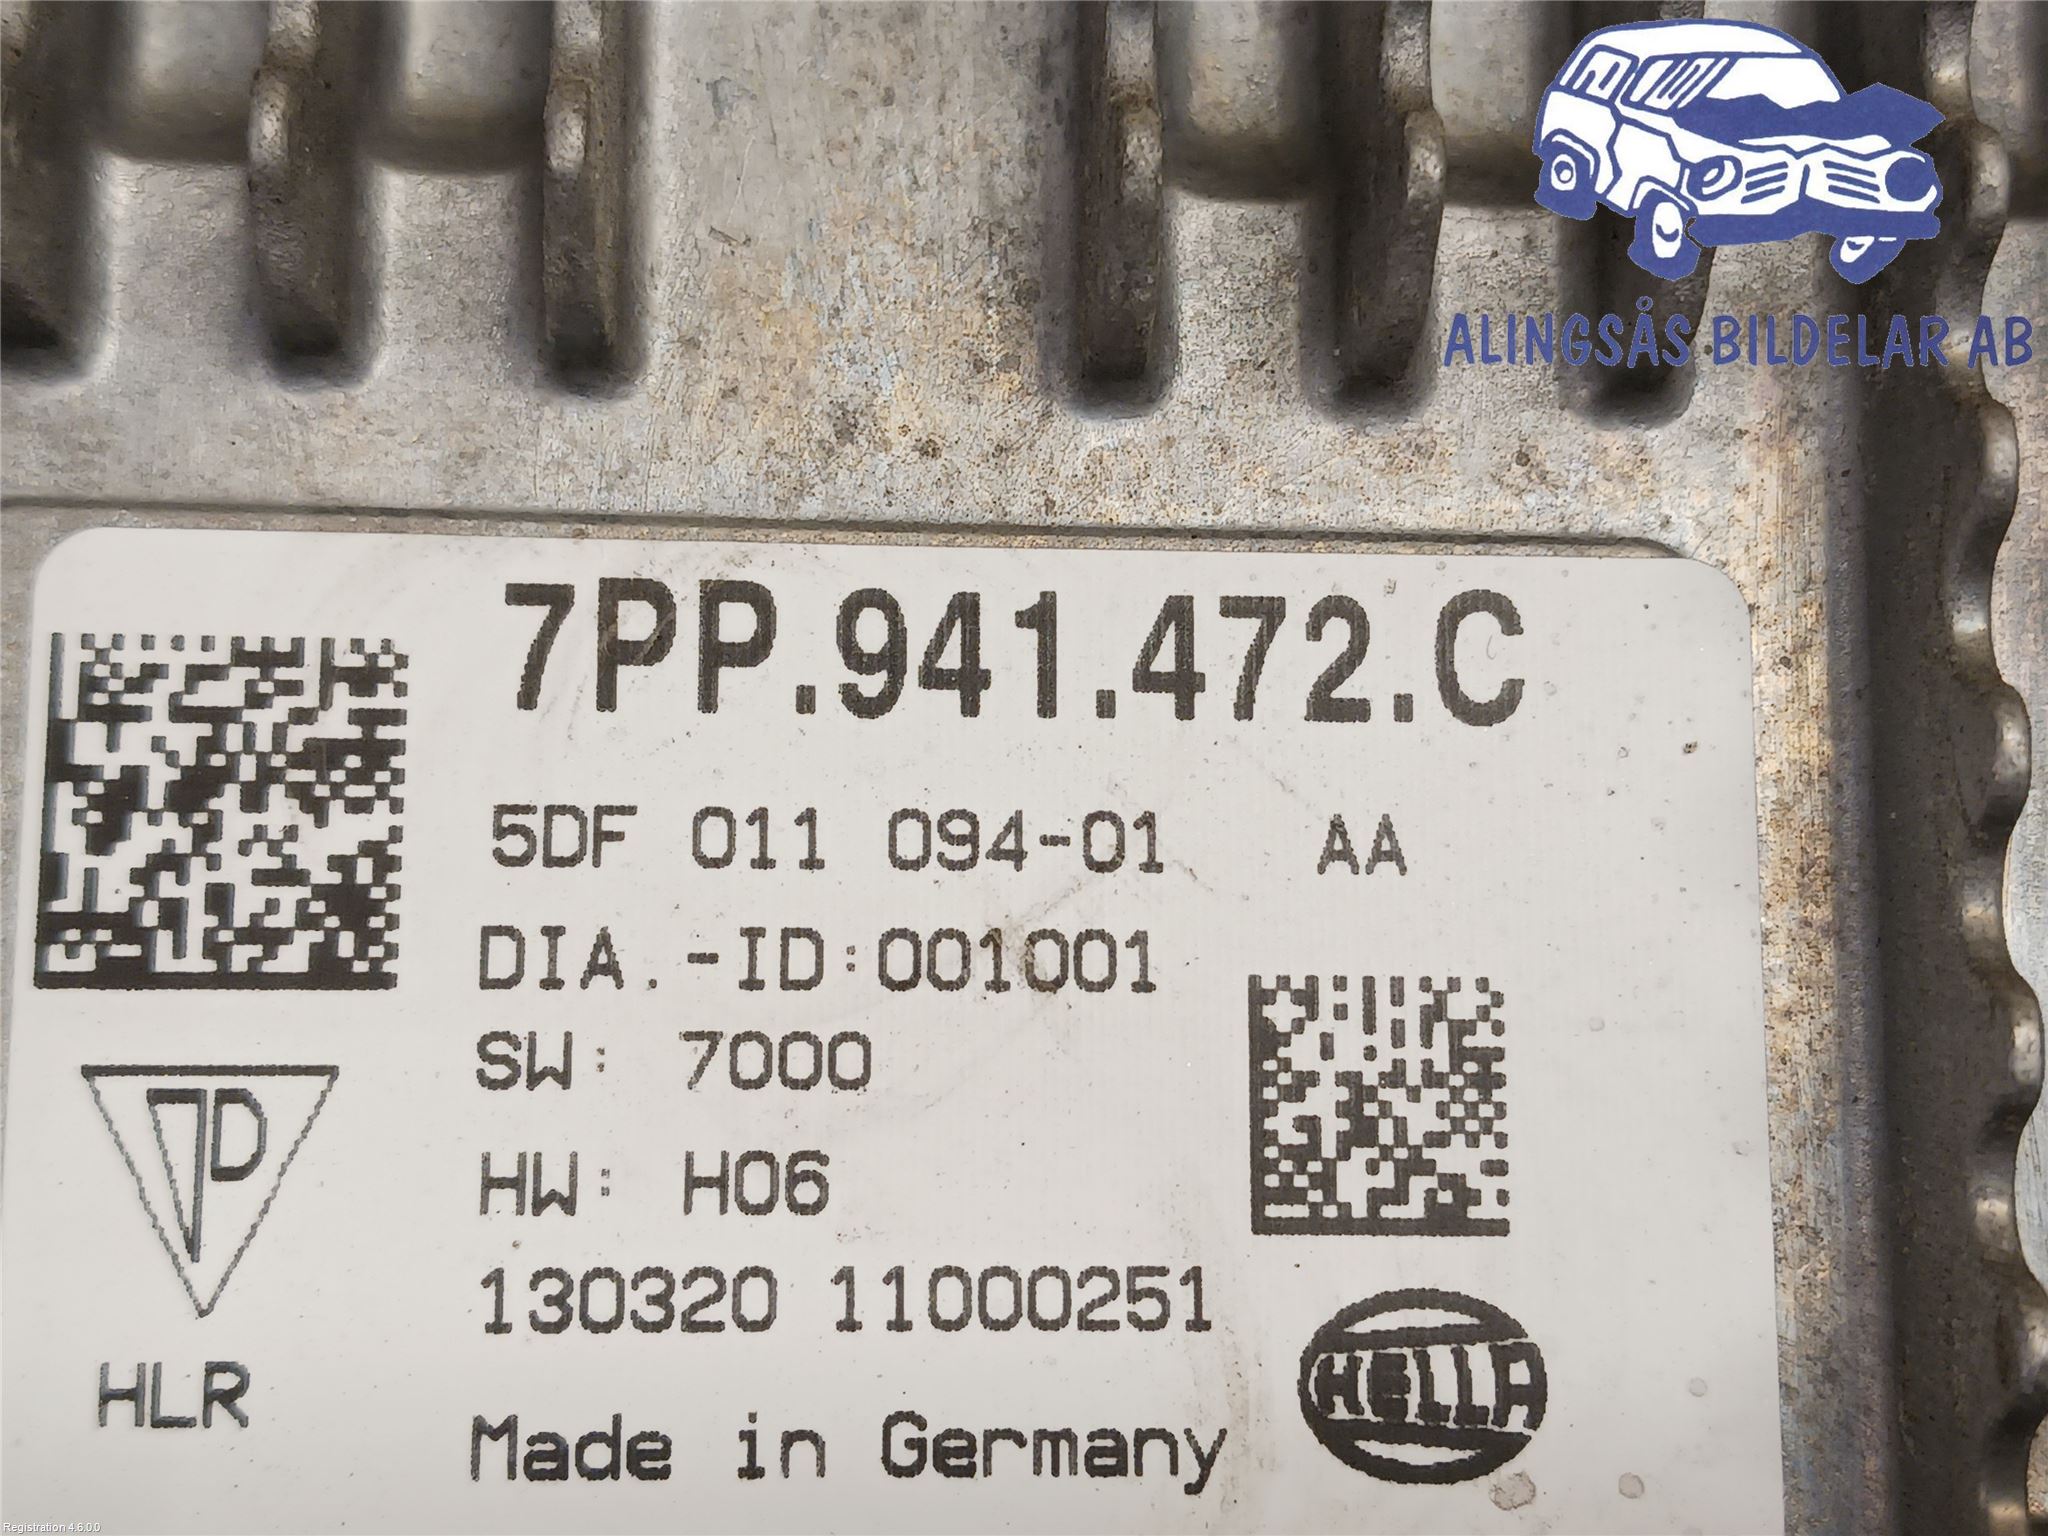 ALINGSÅS BILDELAR AB
7PP.941.472.C
5DF 011 094-01 AA
DIA.-ID:001001
SW: 7000
HW: H06
130320 11000251
HLR
HELLA
Made in Germany
Registration 4.6.0.0